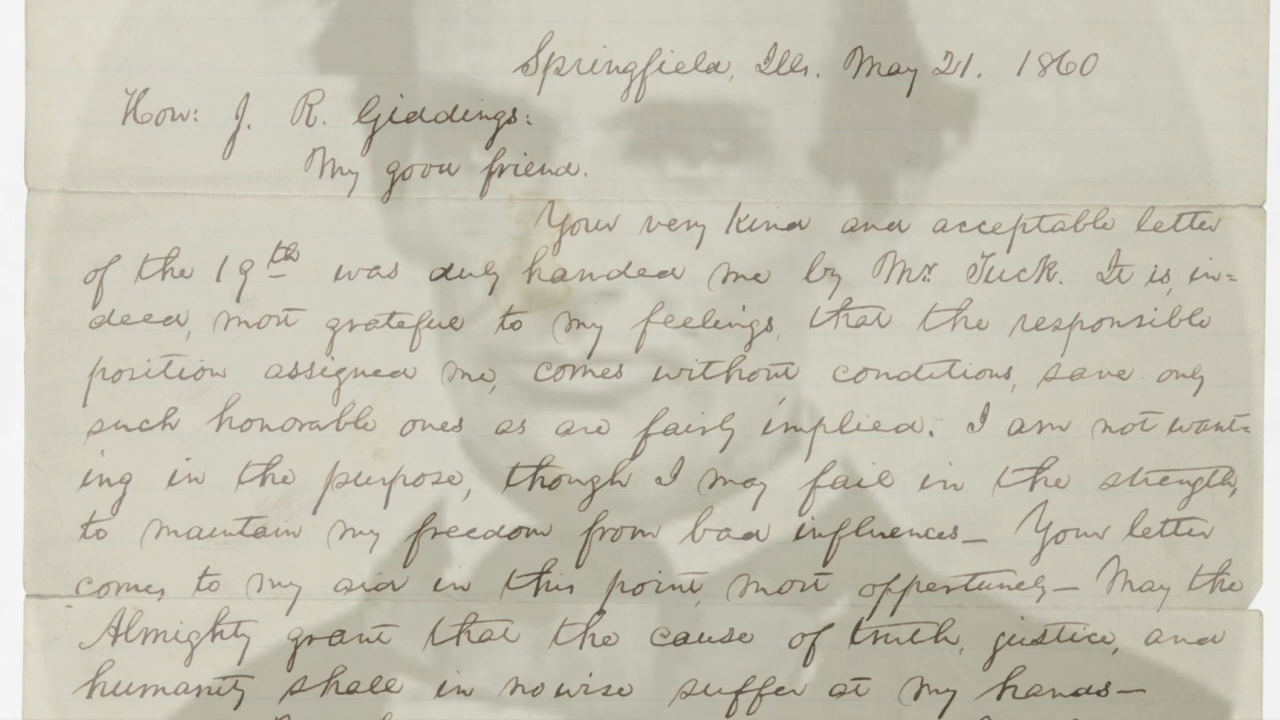 Springfield, Ills. May 21. 1860
Hon: J. R. Giddings:
My good friend.
Your very kind and acceptable letter
of the 19th was duly handed me by Mr. Tuck. It is, in=
deed, most grateful to my feelings, that the responsible
position assigned me, comes without conditions, save only
such honorable ones as are fairly implied. I am not want=
ing in the purpose, though I may fail in the strength,
to maintain my freedom from bad influences— Your letter
comes to my aid in this point, most opportunely— May the
Almighty grant that the cause of truth, justice, and
humanity shall in no wise suffer at my hands—